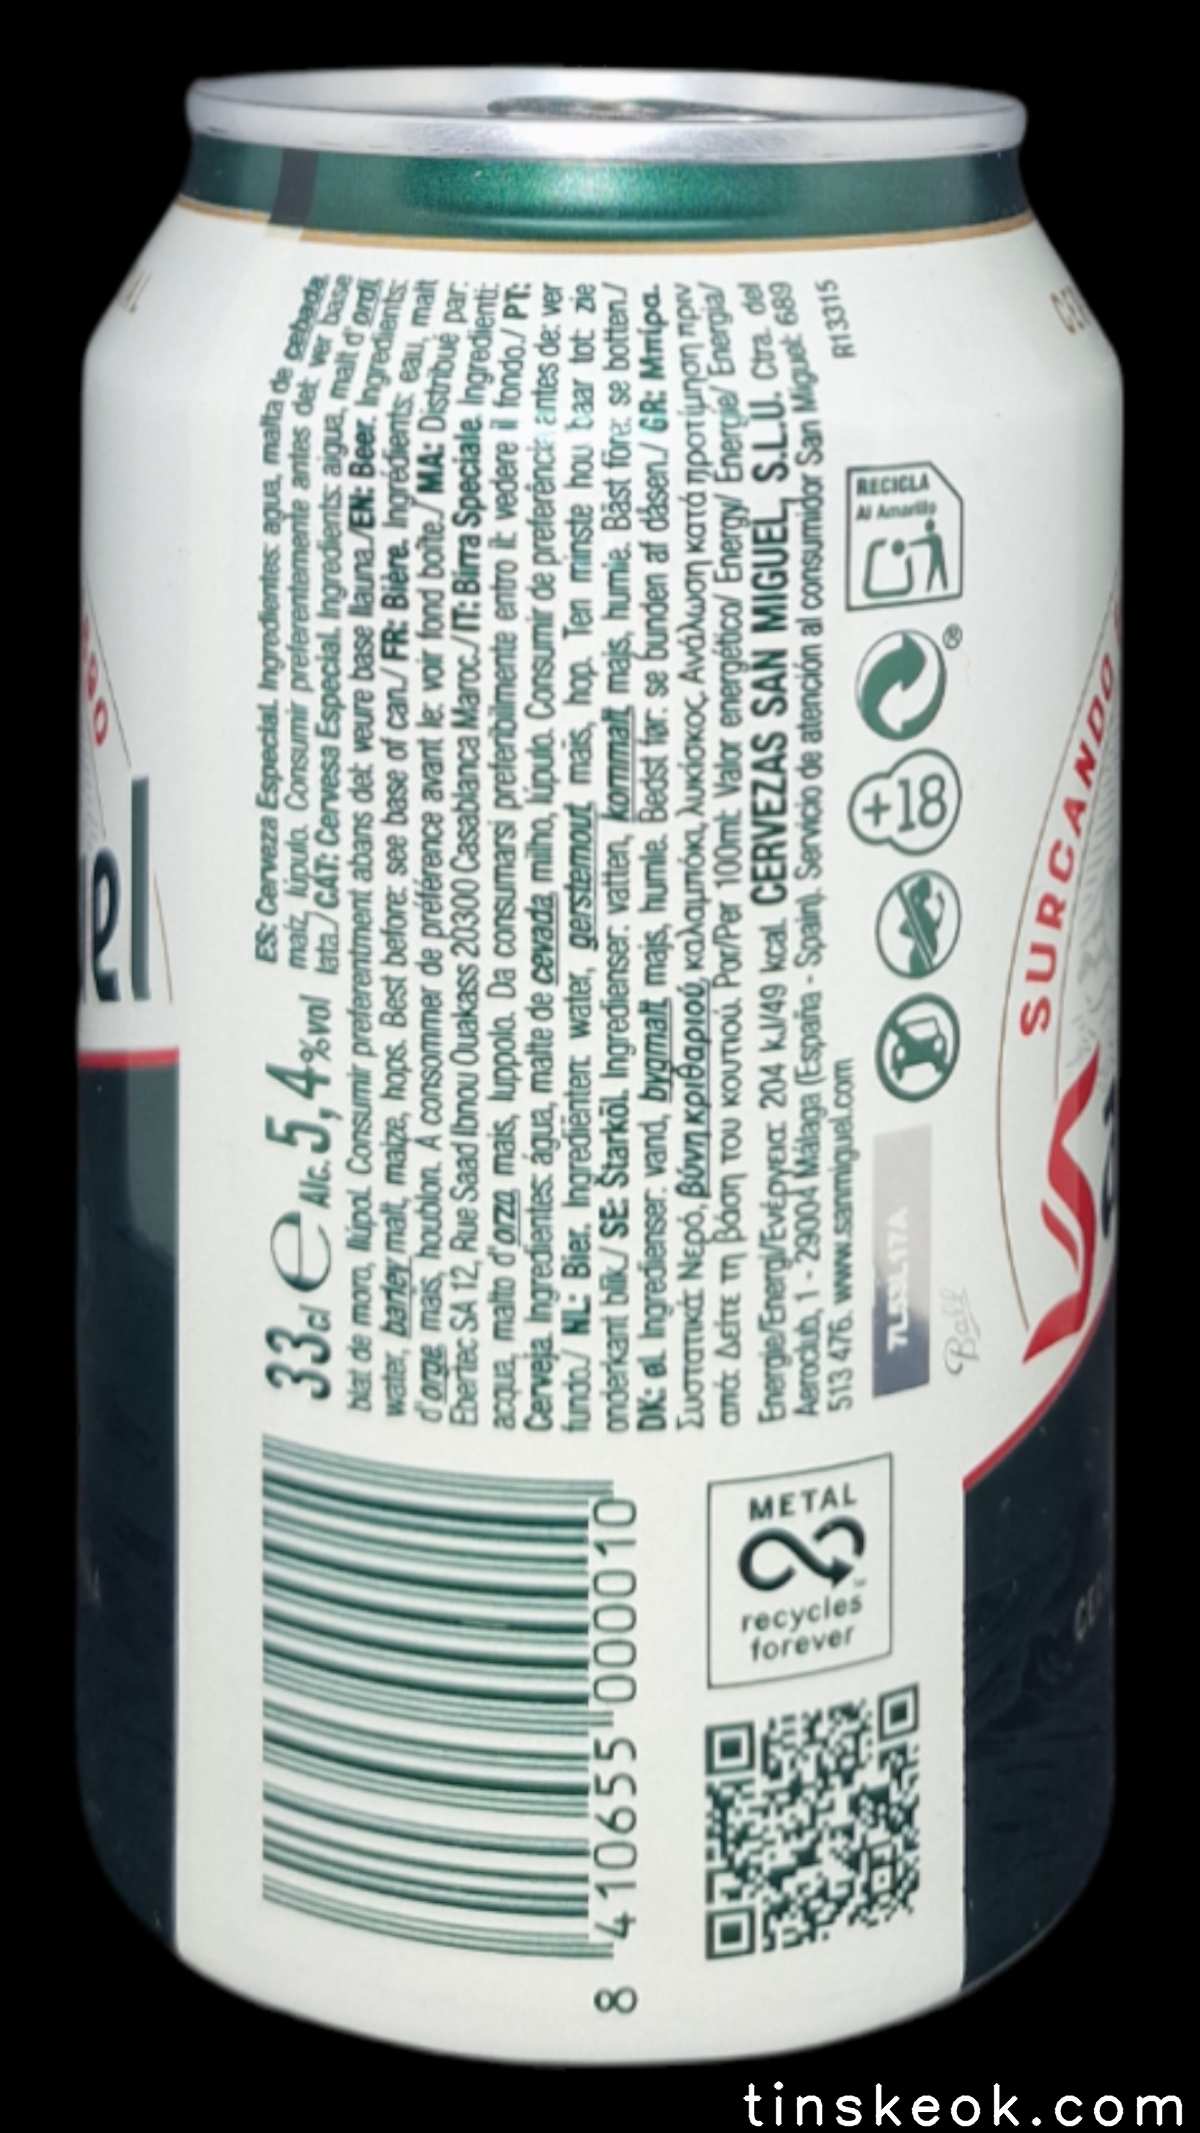 33 cl e Alc. 5,4 %vol
ES: Cerveza Especial. Ingredientes: agua, malta de cebada,
maíz, lúpulo. Consumir preferentemente antes del: ver base
lata./ CAT: Cervesa Especial. Ingredients: aigua, malt d'ordi,
blat de moro, llúpol. Consumir preferentment abans del: veure base llauna./EN: Beer. Ingredients:
water, barley malt, maize, hops. Best before: see base of can./ FR: Bière. Ingrédients: eau, malt
d'orge, maïs, houblon. À consommer de préférence avant le: voir fond boîte./ MA: Distribué par:
Ebertec SA 12, Rue Saad Ibnou Ouakass 20300 Casablanca Maroc./ IT: Birra Speciale. Ingredienti:
acqua, malto d'orzo, mais, luppolo. Da consumarsi preferibilmente entro il: vedere il fondo./ PT:
Cerveja. Ingredientes: água, malte de cevada, milho, lúpulo. Consumir de preferência antes de: ver
fundo./ NL: Bier. Ingrediënten: water, gerstemout, maïs, hop. Ten minste houdbaar tot: zie
onderkant blik./ SE: Starköl. Ingredienser: vatten, kornmalt, majs, humle. Bäst före: se botten./
DK: øl. Ingredienser: vand, bygmalt, majs, humle. Bedst før: se bunden af dåsen./ GR: Μπίρα.
Συστατικά: Νερό, βύνη κριθαριού, καλαμπόκι, λυκίσκος. Ανάλωση κατά προτίμηση πριν
από: Δείτε τη βάση του κουτιού. Por/Per 100ml: Valor energético/ Energy/ Energie/ Energie/ Energia/
Energie/Energi/Energi/Ενέργεια: 204 kJ/49 kcal. CERVEZAS SAN MIGUEL, S.L.U. Ctra. del
Aeroclub, 1 - 29004 Málaga (España - Spain). Servicio de atención al consumidor San Miguel: 689
513 476. www.sanmiguel.com
R13315
RECICLA
Al Amarillo
®
+18
7L43L17A
Ball
8 410655 000010
METAL
recycles
forever
SURCANDO
el
tinskeok.com